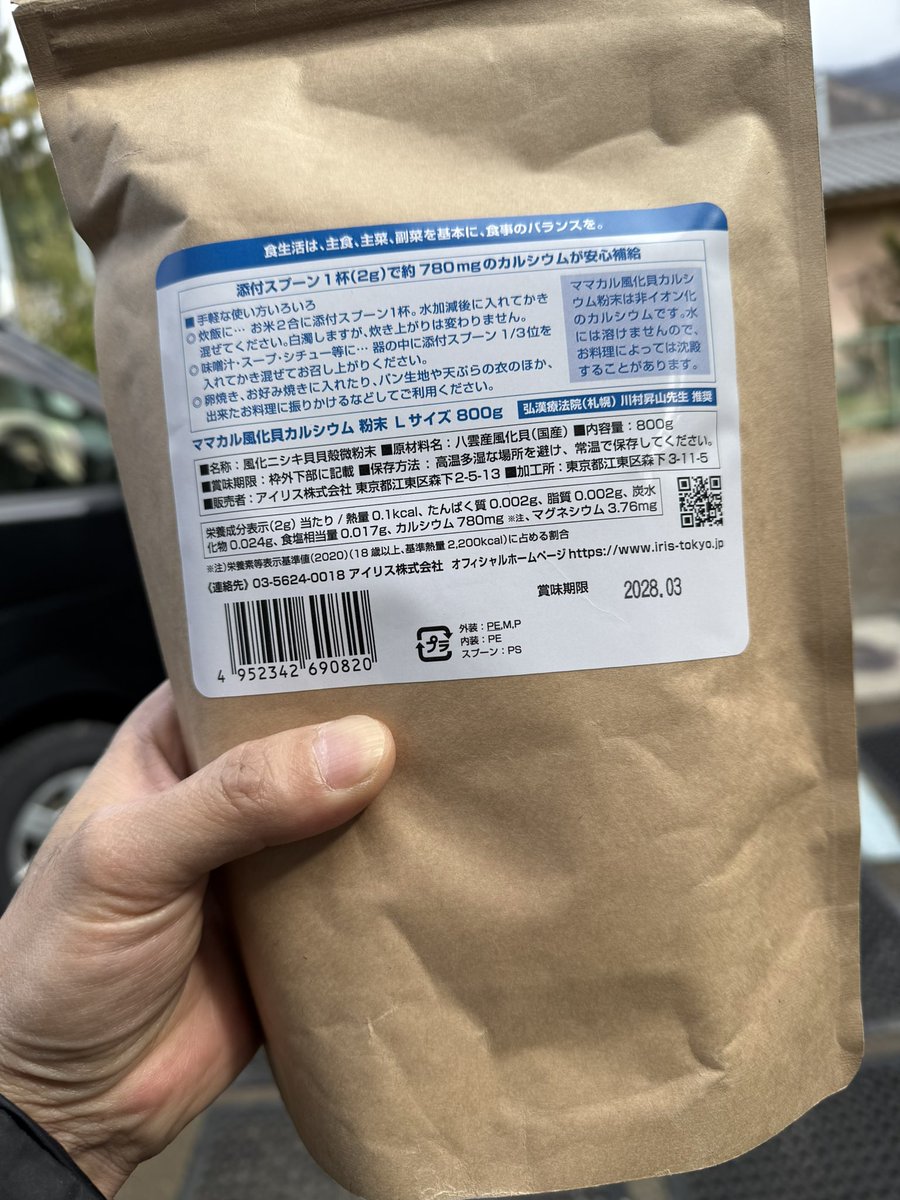 食生活は、主食、主菜、副菜を基本に、食事のバランスを。
添付スプーン1杯(2g)で約780mgのカルシウムが安心補給
■手軽な使い方いろいろ
◎炊飯に… お米2合に添付スプーン1杯。水加減後に入れてかき
混ぜてください。白濁しますが、炊き上がりは変わりません。
◎味噌汁・スープ・シチュー等に… 器の中に添付スプーン 1/3を
入れてかき混ぜてお召し上がりください。
◎卵焼き、お好み焼きに入れたり、パン生地や天ぷらの衣のほか、
出来たお料理に振りかけるなどしてご利用ください。
ママカル風化貝カルシ
ウム粉末は非イオン化
のカルシウムです。水
には溶けませんので、
お料理によっては沈殿
することがあります。
ママカル風化貝カルシウム 粉末 Lサイズ 800g
弘漢療法院(札幌) 川村昇山先生 推奨
■名称:風化ニシキ貝貝殻微粉末 ■原材料名:八雲産風化貝(国産) ■内容量:800g
■賞味期限:枠外下部に記載 ■保存方法:高温多湿な場所を避け、常温で保存してください。
■販売者:アイリス株式会社 東京都江東区森下2-5-13 ■加工所:東京都江東区森下3-11-5
栄養成分表示(2g) 当たり/熱量 0.1kcal、たんぱく質 0.002g、脂質 0.002g、炭水
化物 0.024g、食塩相当量 0.017g、カルシウム 780mg ※注、マグネシウム 3.76mg
※注)栄養素等表示基準値(2020)(18歳以上、基準熱量 2,200kcal)に占める割合
《連絡先》03-5624-0018 アイリス株式会社 オフィシャルホームページ https://www.iris-tokyo.jp
賞味期限 2028.03
4 952342 690820
プラ
外装:PE.M.P
内装:PE
スプーン:PS